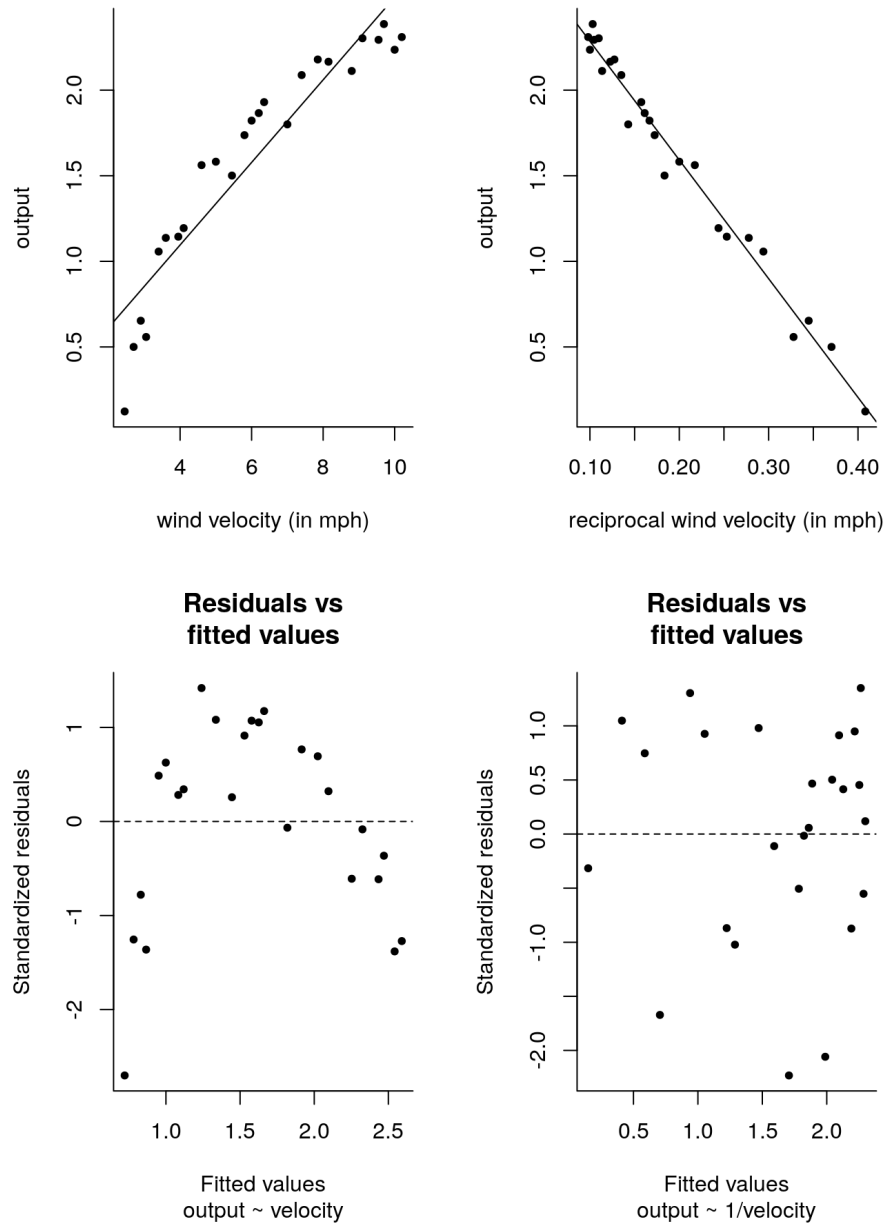 output
2.0
1.5
1.0
0.5
4 6 8 10
wind velocity (in mph)
output
2.0
1.5
1.0
0.5
0.10 0.20 0.30 0.40
reciprocal wind velocity (in mph)
Residuals vs
fitted values
Standardized residuals
1
0
-1
-2
1.0 1.5 2.0 2.5
Fitted values
output ~ velocity
Residuals vs
fitted values
Standardized residuals
1.0
0.5
0.0
-1.0
-2.0
0.5 1.0 1.5 2.0
Fitted values
output ~ 1/velocity